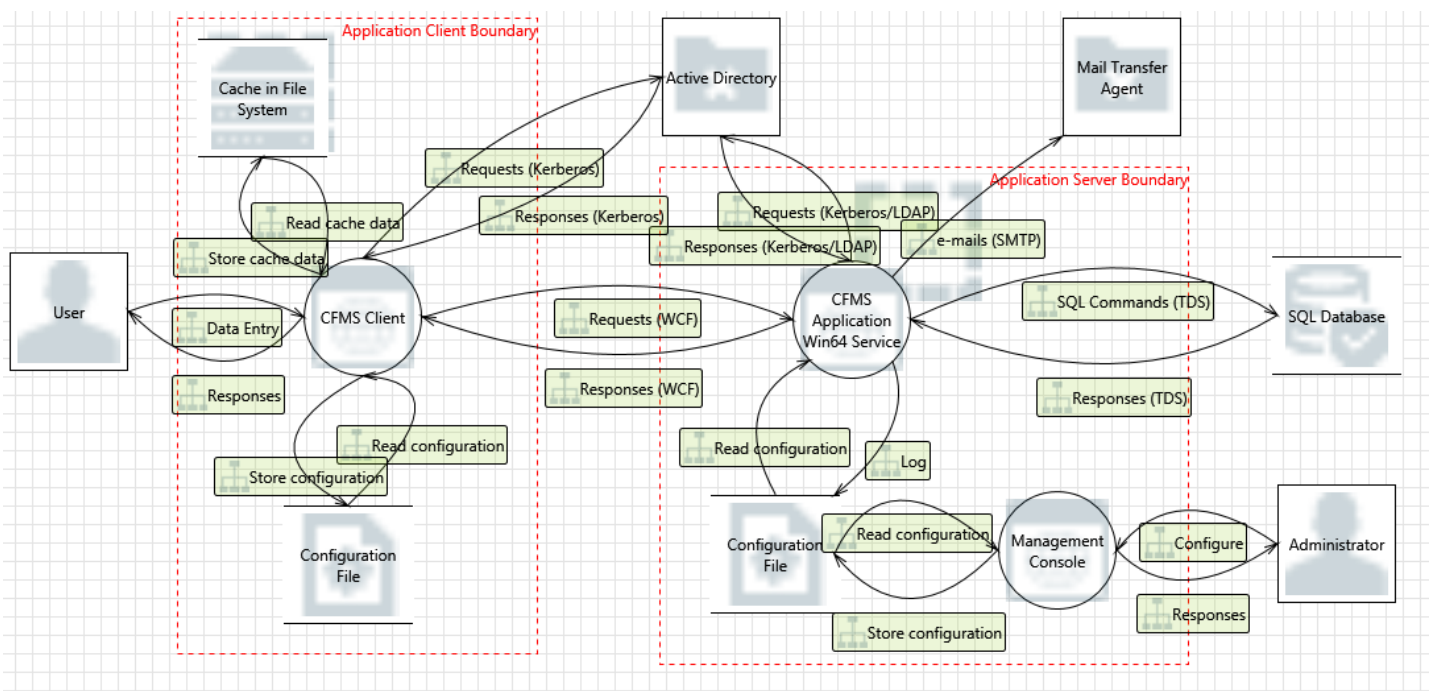 Application Client Boundary
Cache in File
System
Active Directory
Mail Transfer
Agent
Requests (Kerberos)
Application Server Boundary
Read cache data
Responses (Kerberos)
Requests (Kerberos/LDAP)
Store cache data
Responses (Kerberos/LDAP)
e-mails (SMTP)
User
Data Entry
CFMS Client
Requests (WCF)
CFMS
Application
Win64 Service
SQL Commands (TDS)
SQL Database
Responses
Responses (WCF)
Responses (TDS)
Read configuration
Store configuration
Read configuration
Log
Configuration
File
Configuration
File
Read configuration
Management
Console
Configure
Administrator
Store configuration
Responses